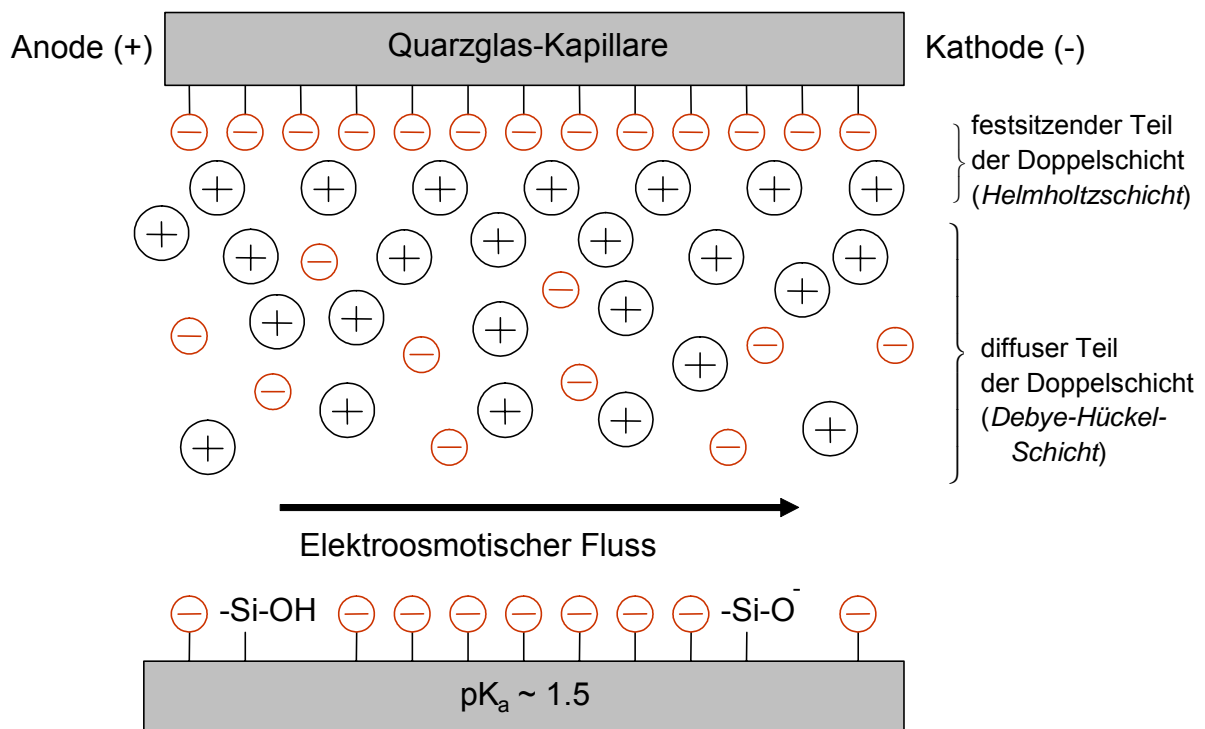 Anode (+)
Quarzglas-Kapillare
Kathode (-)
festsitzender Teil
der Doppelschicht
(Helmholtzschicht)
diffuser Teil
der Doppelschicht
(Debye-Hückel-
Schicht)
Elektroosmotischer Fluss
-Si-OH
-Si-O⁻
pKₐ ~ 1.5